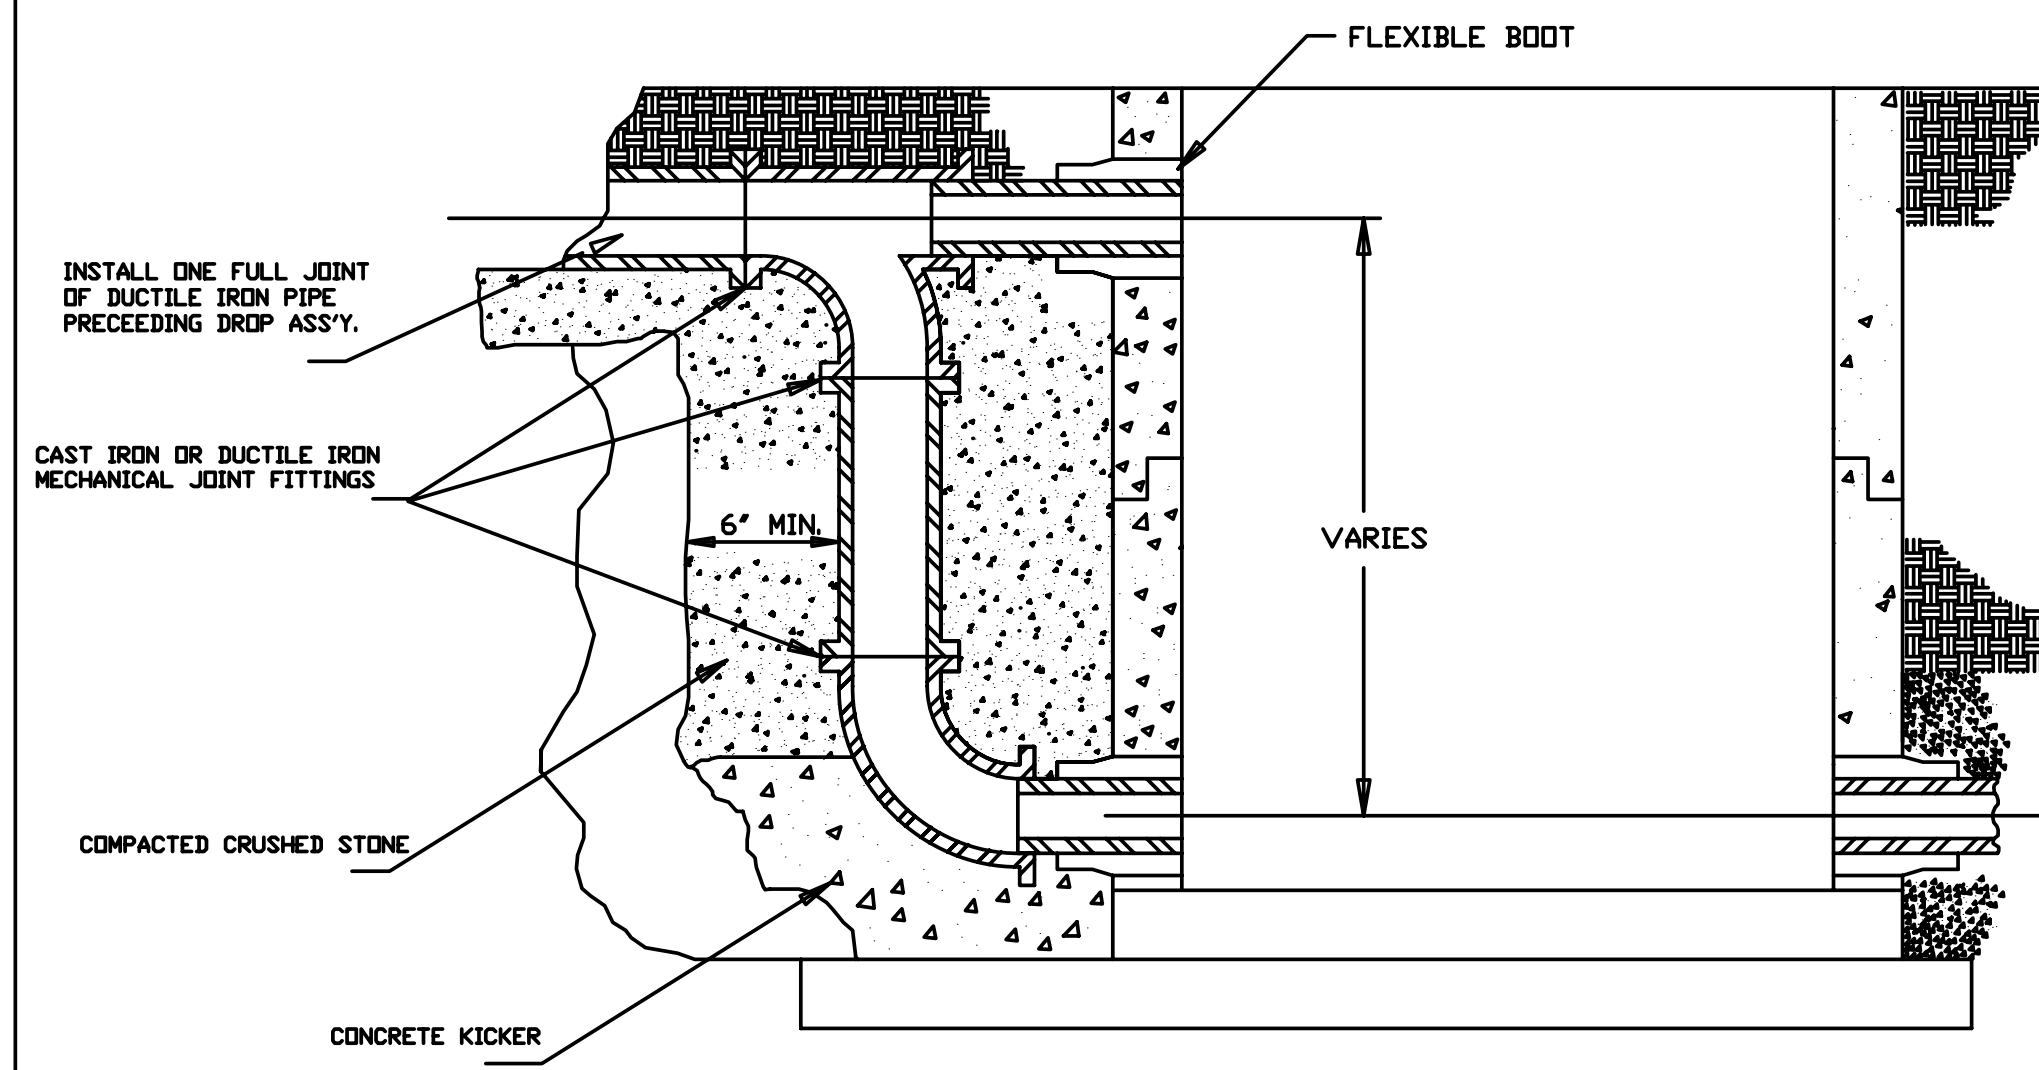 FLEXIBLE BOOT
INSTALL ONE FULL JOINT
OF DUCTILE IRON PIPE
PRECEEDING DROP ASS'Y.
CAST IRON OR DUCTILE IRON
MECHANICAL JOINT FITTINGS
6" MIN.
VARIES
COMPACTED CRUSHED STONE
CONCRETE KICKER